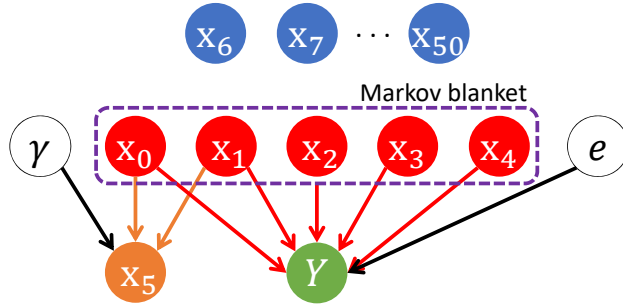 x₆ x₇ ··· x₅₀
Markov blanket
γ x₀ x₁ x₂ x₃ x₄ e
x₅ Y